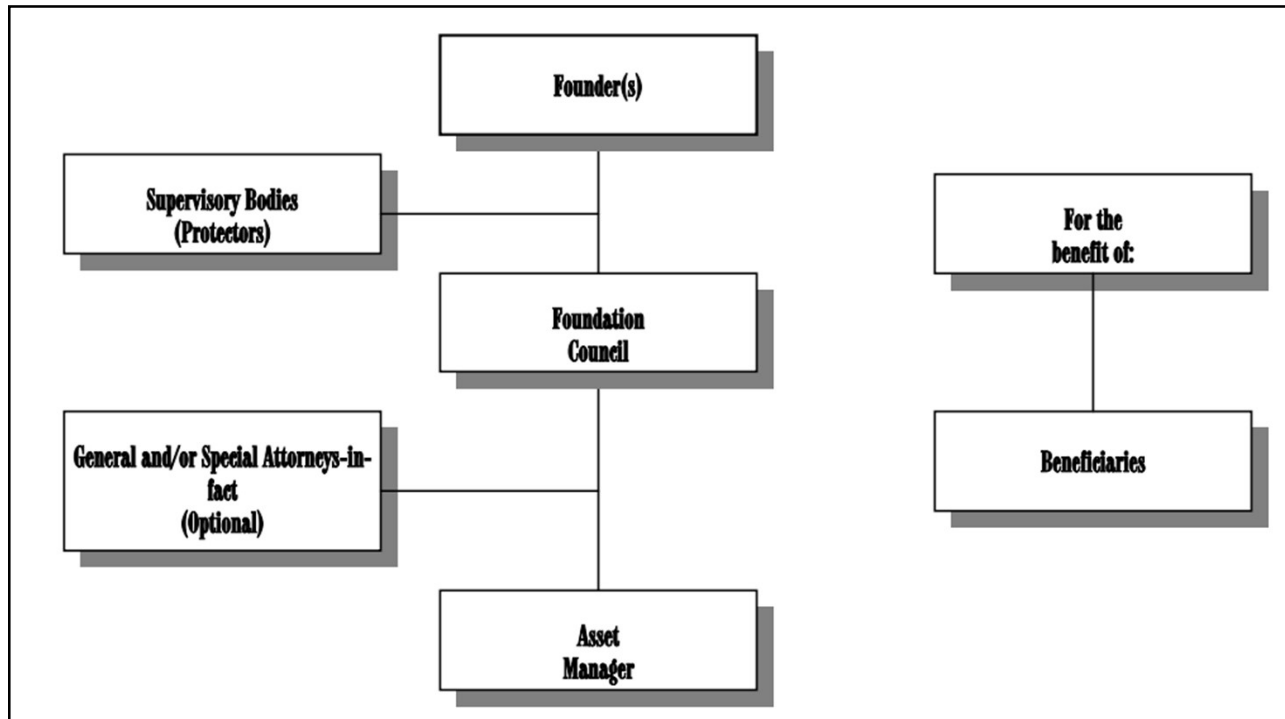 Founder(s)
Supervisory Bodies
(Protectors)
For the
benefit of:
Foundation
Council
General and/or Special Attorneys-in-
fact
(Optional)
Beneficiaries
Asset
Manager